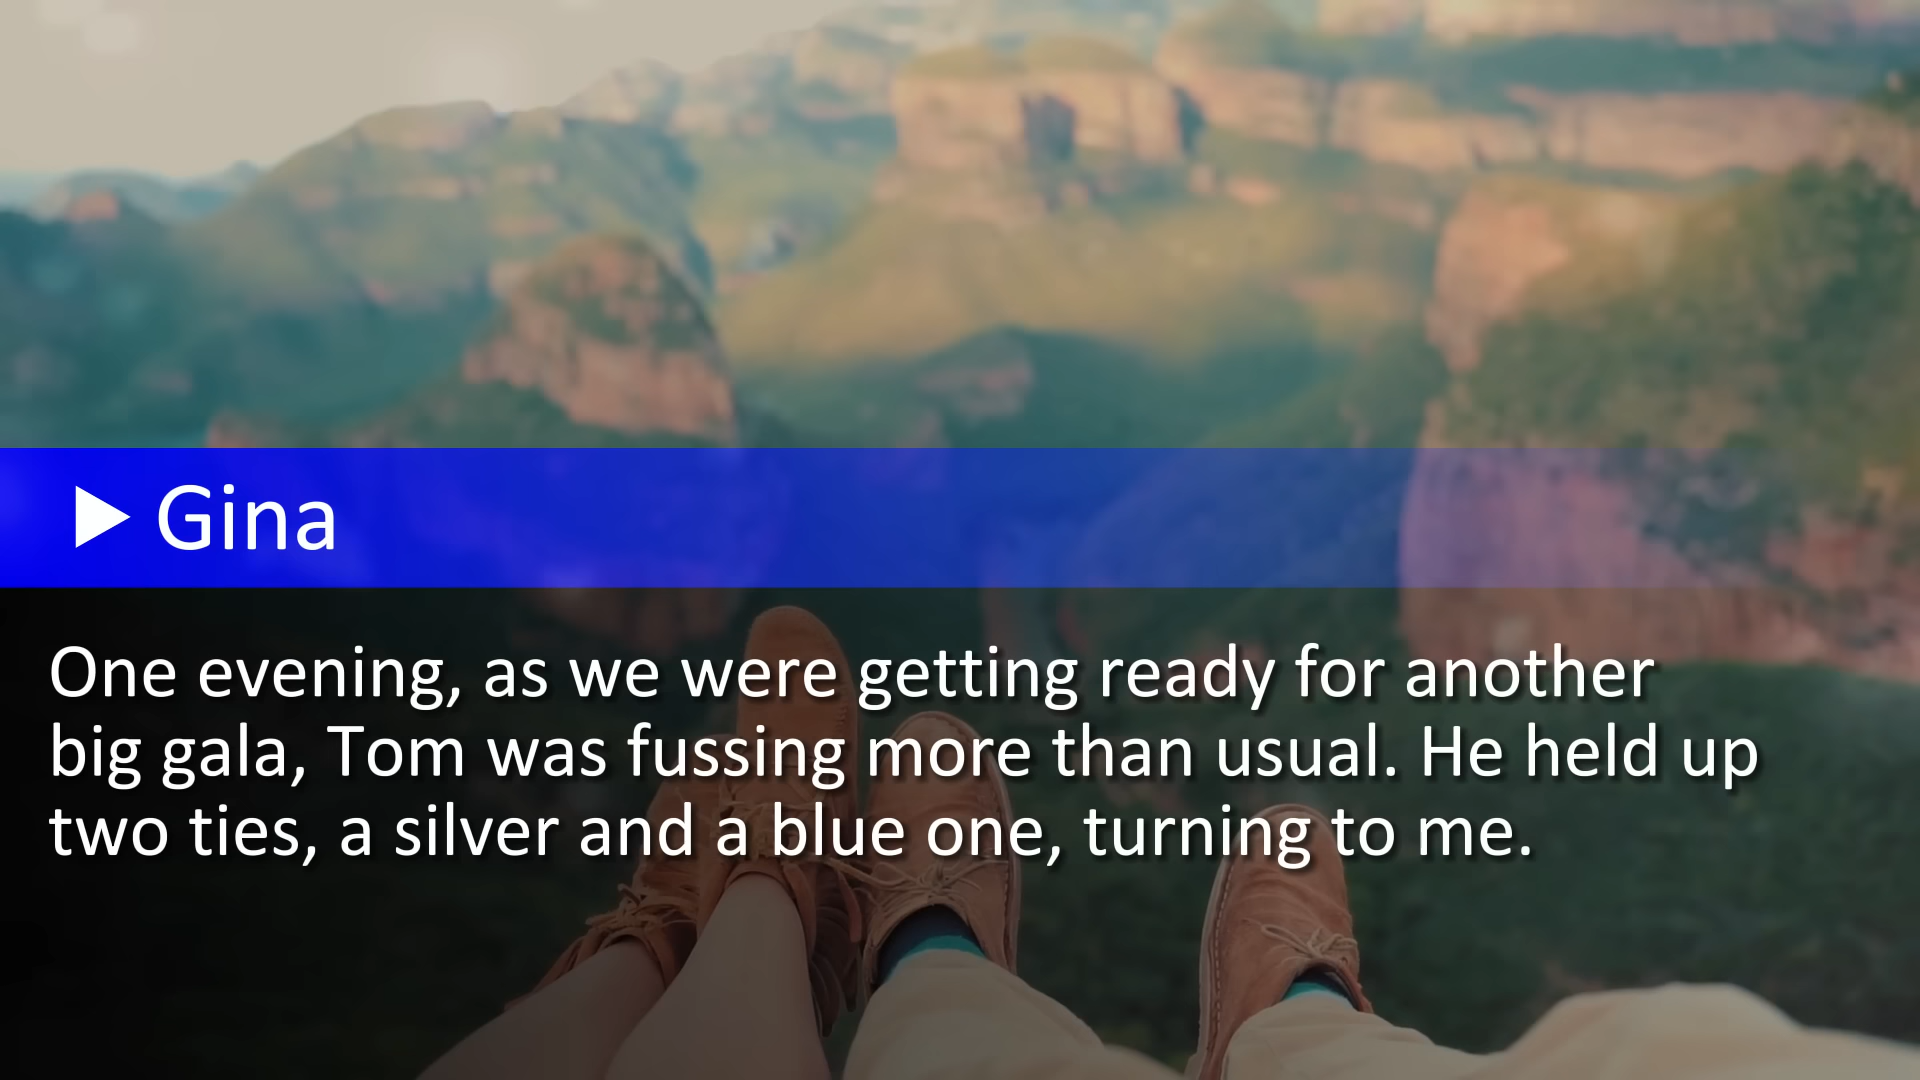 Gina
One evening, as we were getting ready for another
big gala, Tom was fussing more than usual. He held up
two ties, a silver and a blue one, turning to me.